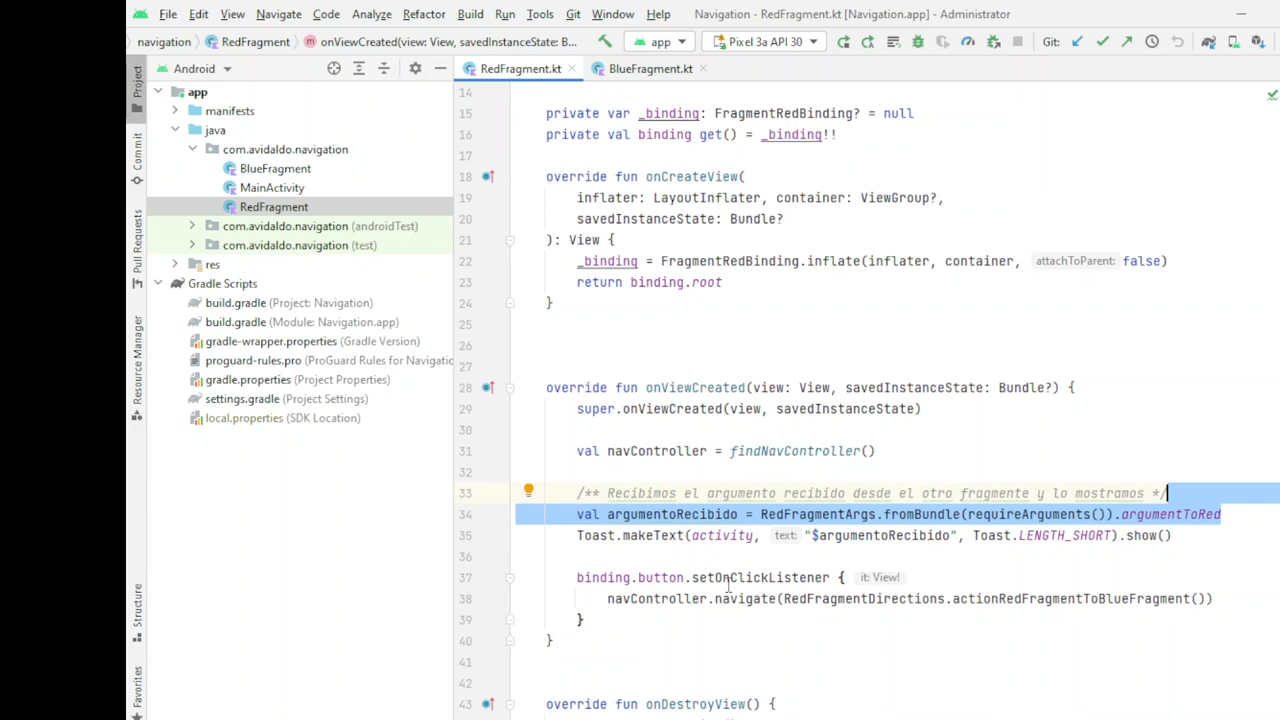 File Edit View Navigate Code Analyze Refactor Build Run Tools Git Window Help Navigation - RedFragment.kt [Navigation.app] - Administrator
navigation RedFragment onViewCreated(view: View, savedInstanceState: B... app Pixel 3a API 30 Git:
Project
Commit
Pull Requests
Resource Manager
Structure
Favorites
Android
app
manifests
java
com.avidaldo.navigation
BlueFragment
MainActivity
RedFragment
com.avidaldo.navigation (androidTest)
com.avidaldo.navigation (test)
res
Gradle Scripts
build.gradle (Project: Navigation)
build.gradle (Module: Navigation.app)
gradle-wrapper.properties (Gradle Version)
proguard-rules.pro (ProGuard Rules for Navigatic
gradle.properties (Project Properties)
settings.gradle (Project Settings)
local.properties (SDK Location)
RedFragment.kt BlueFragment.kt
14
15 private var _binding: FragmentRedBinding? = null
16 private val binding get() = _binding!!
17
18 override fun onCreateView(
19 inflater: LayoutInflater, container: ViewGroup?,
20 savedInstanceState: Bundle?
21 ): View {
22 _binding = FragmentRedBinding.inflate(inflater, container, attachToParent: false)
23 return binding.root
24 }
25
26
27
28 override fun onViewCreated(view: View, savedInstanceState: Bundle?) {
29 super.onViewCreated(view, savedInstanceState)
30
31 val navController = findNavController()
32
33 /** Recibimos el argumento recibido desde el otro fragmente y lo mostramos */
34 val argumentoRecibido = RedFragmentArgs.fromBundle(requireArguments()).argumentToRed
35 Toast.makeText(activity, text: "$argumentoRecibido", Toast.LENGTH_SHORT).show()
36
37 binding.button.setOnClickListener { it: View!
38 navController.navigate(RedFragmentDirections.actionRedFragmentToBlueFragment())
39 }
40 }
41
42
43 override fun onDestroyView() {